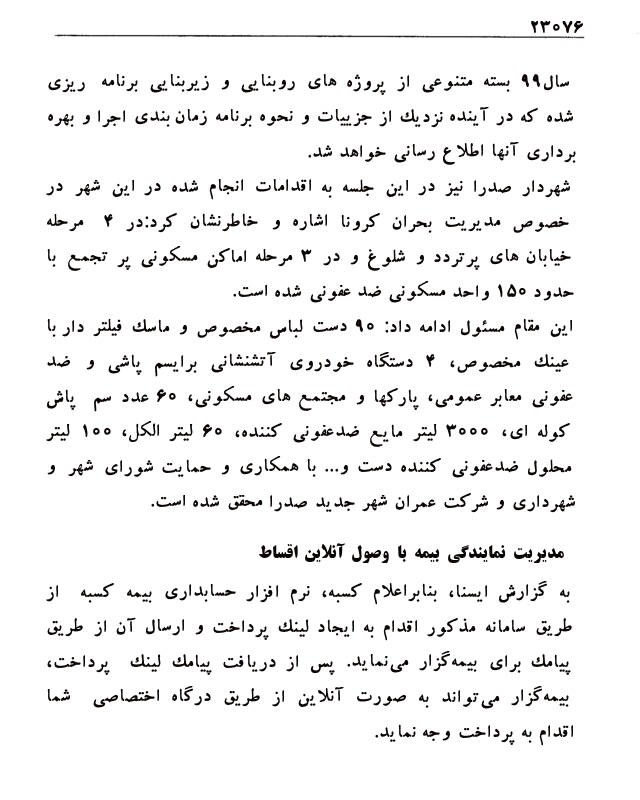 ۲۳۰۷۶
سال۹۹ بسته متنوعی از پروژه های روبنایی و زیربنایی برنامه ریزی
شده که در آینده نزدیك از جزییات و نحوه برنامه زمان بندی اجرا و بهره
برداری آنها اطلاع رسانی خواهد شد.
شهردار صدرا نیز در این جلسه به اقدامات انجام شده در این شهر در
خصوص مدیریت بحران کرونا اشاره و خاطرنشان کرد:در ۴ مرحله
خیابان های پرتردد و شلوغ و در ۳ مرحله اماکن مسکونی پر تجمع با
حدود ۱۵۰ واحد مسکونی ضد عفونی شده است.
این مقام مسئول ادامه داد: ۹۰ دست لباس مخصوص و ماسك فیلتر دار با
عینك مخصوص، ۴ دستگاه خودروی آتشنشانی برایسم پاشی و ضد
عفونی معابر عمومی، پارکها و مجتمع های مسکونی، ۶۰ عدد سم پاش
کوله ای، ۳۰۰۰ لیتر مایع ضدعفونی کننده، ۶۰ لیتر الکل، ۱۰۰ لیتر
محلول ضدعفونی کننده دست و... با همکاری و حمایت شورای شهر و
شهرداری و شرکت عمران شهر جدید صدرا محقق شده است.
مدیریت نمایندگی بیمه با وصول آنلاین اقساط
به گزارش ایسنا، بنابراعلام کسبه، نرم افزار حسابداری بیمه کسبه از
طریق سامانه مذکور اقدام به ایجاد لینك پرداخت و ارسال آن از طریق
پیامك برای بیمه‌گزار می‌نماید. پس از دریافت پیامك لینك پرداخت،
بیمه‌گزار می‌تواند به صورت آنلاین از طریق درگاه اختصاصی شما
اقدام به پرداخت وجه نماید.